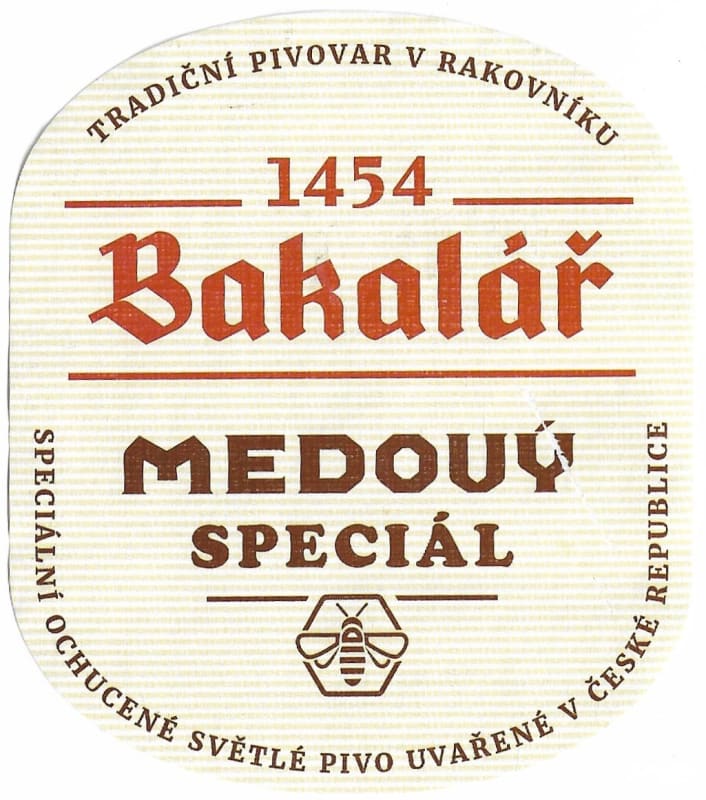 TRADIČNÍ PIVOVAR V RAKOVNÍKU
1454
Bakalář
MEDOVÝ
SPECIÁL
SPECIÁLNÍ OCHUCENÉ SVĚTLÉ PIVO UVAŘENÉ V ČESKÉ REPUBLICE